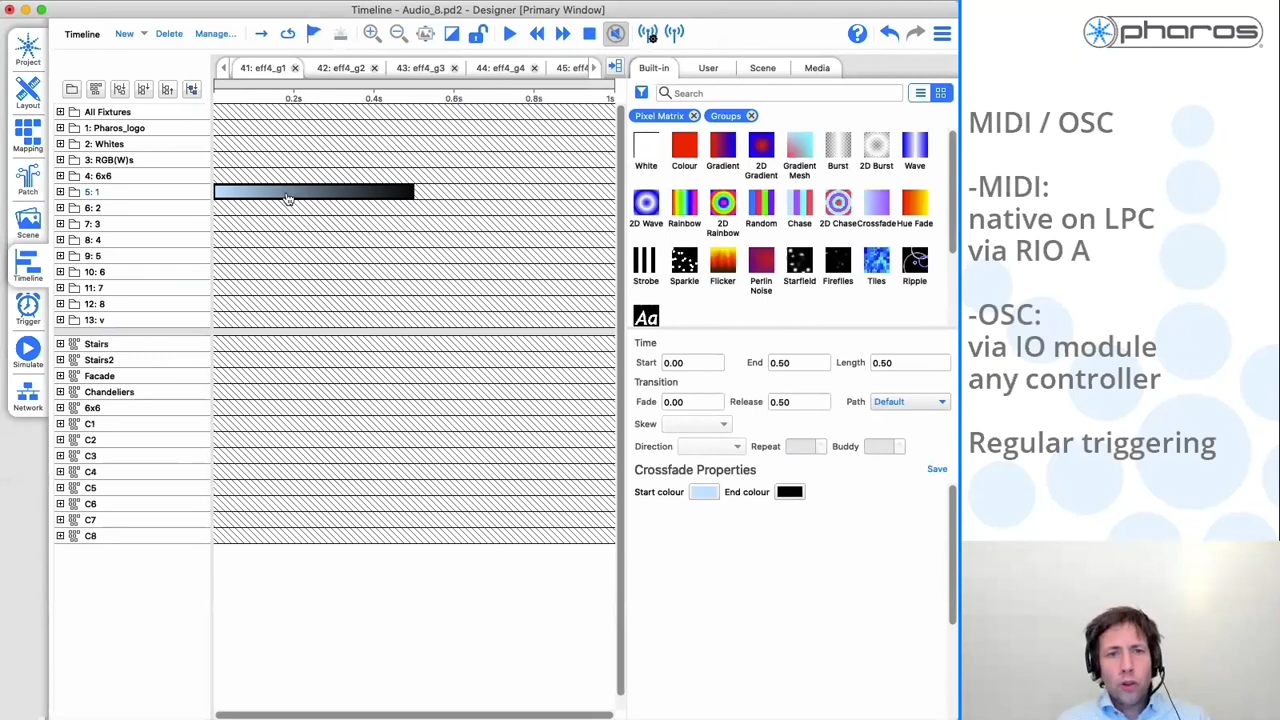 Timeline - Audio_8.pd2 - Designer [Primary Window]
Timeline New Delete Manage...
41: eff4_g1 42: eff4_g2 43: eff4_g3 44: eff4_g4 45: eff4
0.2s 0.4s 0.6s 0.8s 1s
Project
Layout
Mapping
Patch
Scene
Timeline
Trigger
Simulate
Network
All Fixtures
1: Pharos_logo
2: Whites
3: RGB(W)s
4: 6x6
5: 1
6: 2
7: 3
8: 4
9: 5
10: 6
11: 7
12: 8
13: v
Stairs
Stairs2
Facade
Chandeliers
6x6
C1
C2
C3
C4
C5
C6
C7
C8
Built-in User Scene Media
Search
Pixel Matrix Groups
White Colour Gradient 2D Gradient Gradient Mesh Burst 2D Burst Wave
2D Wave Rainbow 2D Rainbow Random Chase 2D Chase Crossfade Hue Fade
Strobe Sparkle Flicker Perlin Noise Starfield Fireflies Tiles Ripple
Aa
Time
Start 0.00 End 0.50 Length 0.50
Transition
Fade 0.00 Release 0.50 Path Default
Skew
Direction Repeat Buddy
Crossfade Properties Save
Start colour End colour
pharos
MIDI / OSC
-MIDI:
native on LPC
via RIO A
-OSC:
via IO module
any controller
Regular triggering